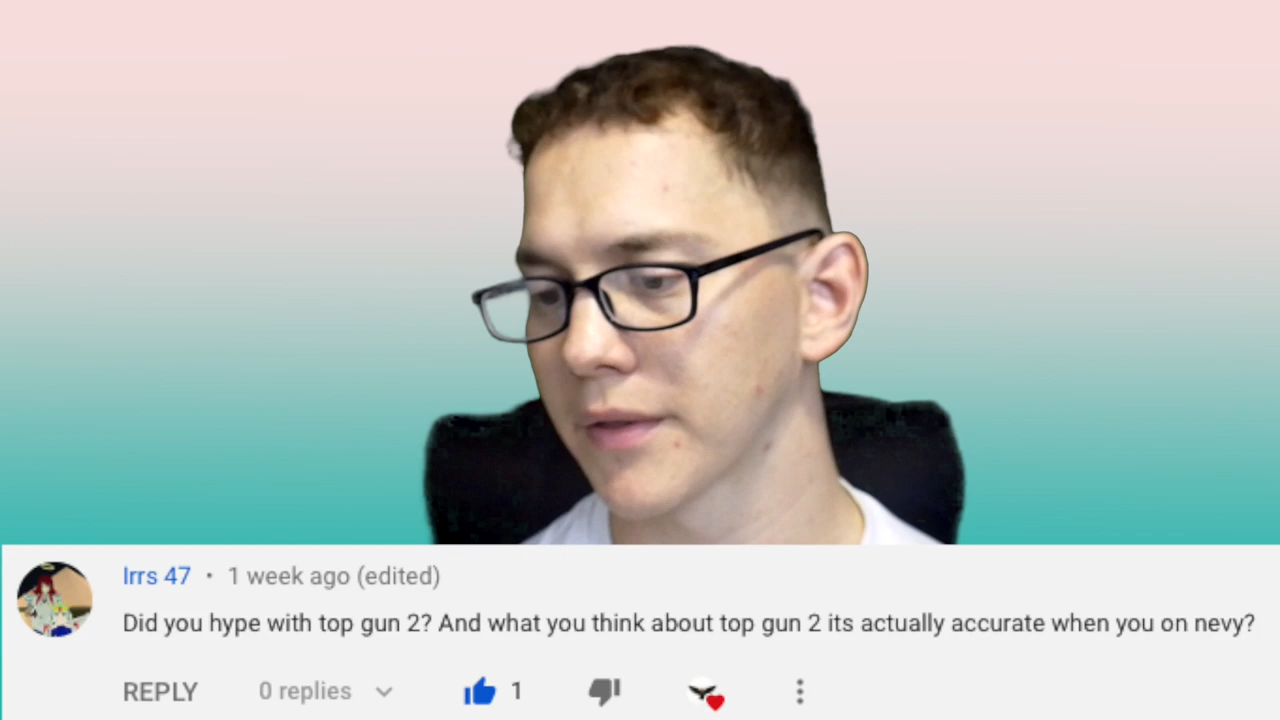 Irrs 47 • 1 week ago (edited)
Did you hype with top gun 2? And what you think about top gun 2 its actually accurate when you on nevy?
REPLY 0 replies 1